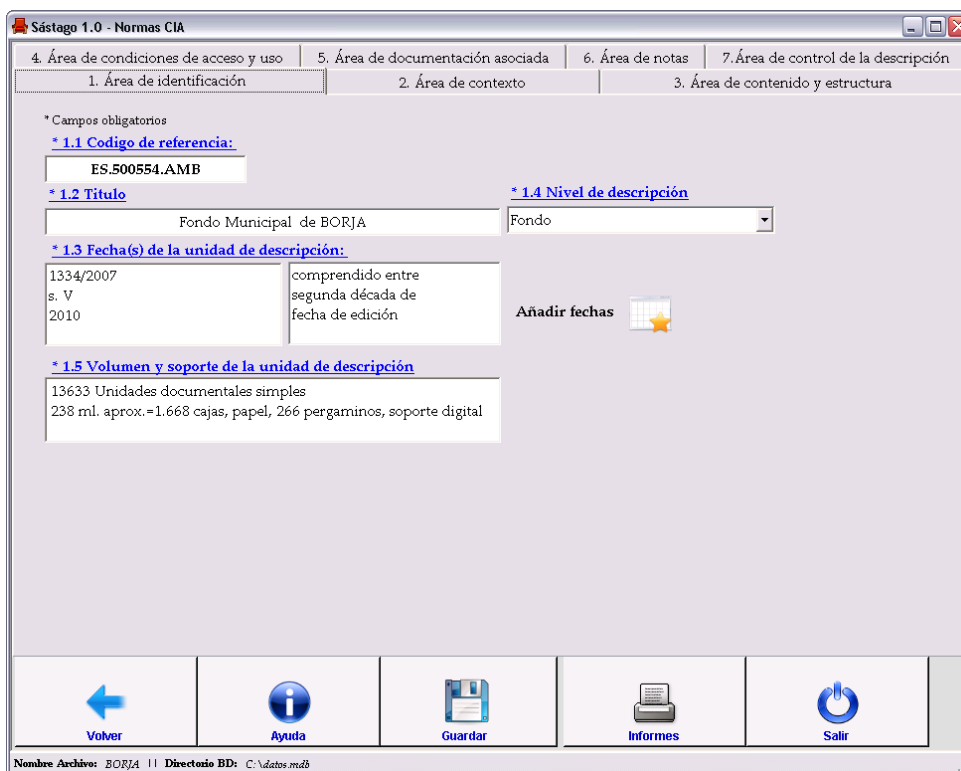 Sástago 1.0 - Normas CIA
4. Área de condiciones de acceso y uso
5. Área de documentación asociada
6. Área de notas
7.Área de control de la descripción
1. Área de identificación
2. Área de contexto
3. Área de contenido y estructura
* Campos obligatorios
* 1.1 Codigo de referencia:
ES.500554.AMB
* 1.2 Titulo
* 1.4 Nivel de descripción
Fondo Municipal de BORJA
Fondo
* 1.3 Fecha(s) de la unidad de descripción:
1334/2007
s. V
2010
comprendido entre
segunda década de
fecha de edición
Añadir fechas
* 1.5 Volumen y soporte de la unidad de descripción
13633 Unidades documentales simples
238 ml. aprox.=1.668 cajas, papel, 266 pergaminos, soporte digital
Volver
Ayuda
Guardar
Informes
Salir
Nombre Archivo: BORJA || Directorio BD: C:\datos.mdb